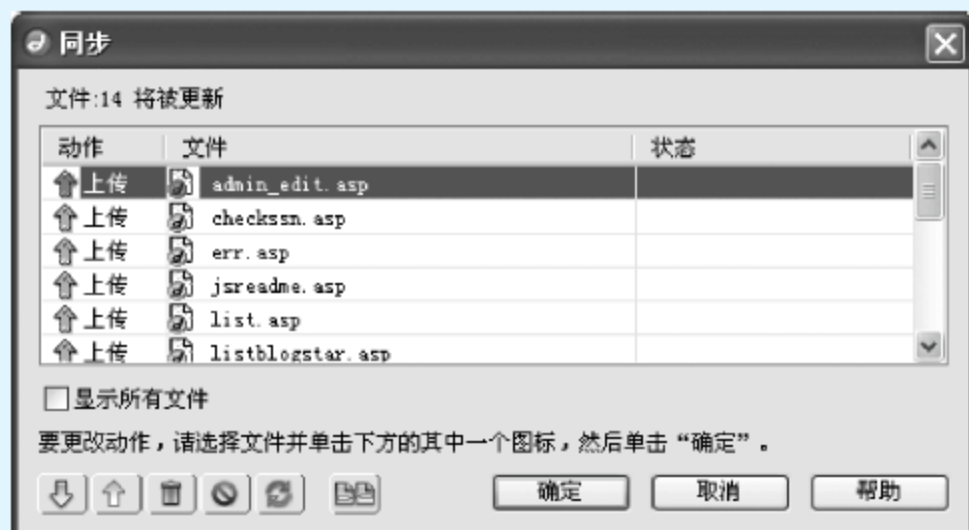 同步
文件:14 将被更新
动作 文件 状态
上传 admin_edit.asp
上传 checkssn.asp
上传 err.asp
上传 jsreadme.asp
上传 list.asp
上传 listblogstar.asp
显示所有文件
要更改动作，请选择文件并单击下方的其中一个图标，然后单击“确定”。
确定 取消 帮助